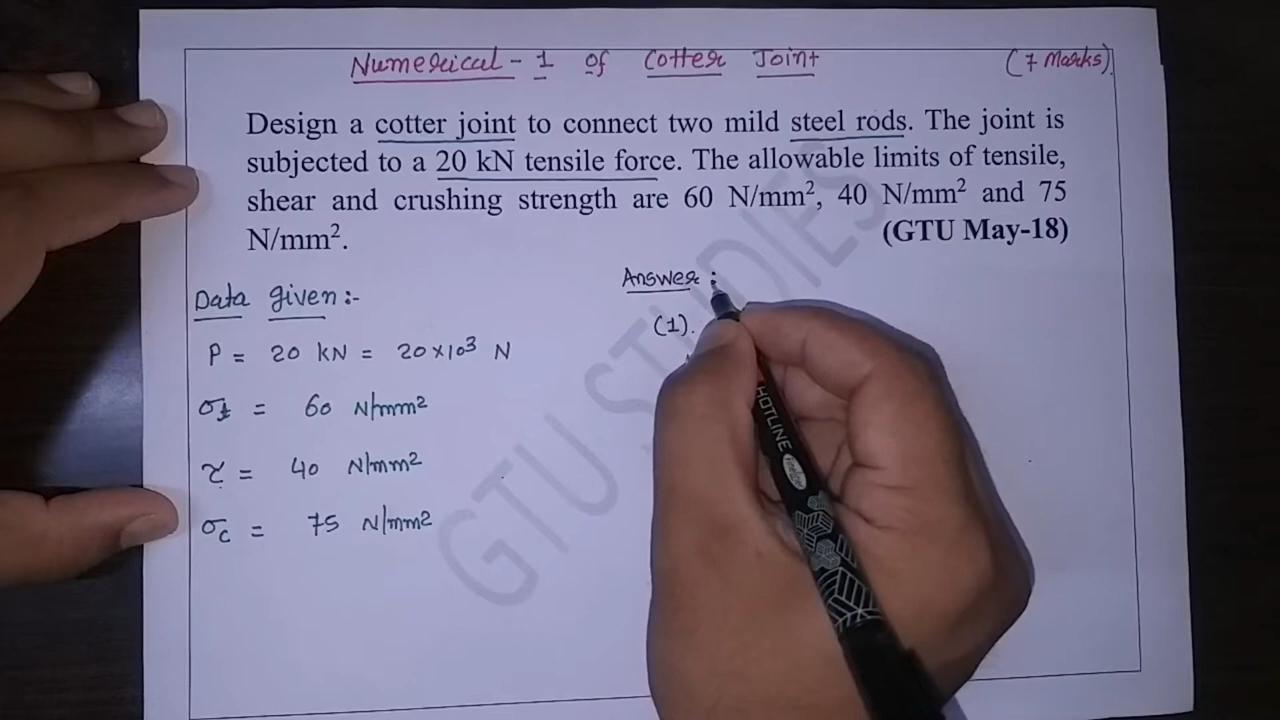 Numerical - 1 of Cotter Joint (7 Marks).
Design a cotter joint to connect two mild steel rods. The joint is
subjected to a 20 kN tensile force. The allowable limits of tensile,
shear and crushing strength are 60 N/mm², 40 N/mm² and 75
N/mm². (GTU May-18)
Data given :-
P = 20 kN = 20×10³ N
σt = 60 N/mm²
τ = 40 N/mm²
σc = 75 N/mm²
Answer :
(1).
GTU STUDIES
HOTLINE